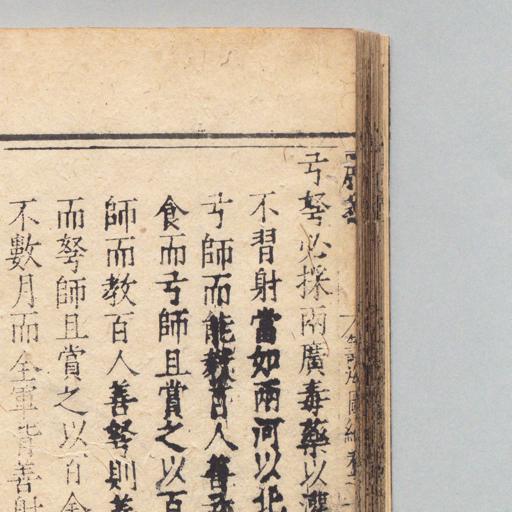 弓弩必採兩廣毒藥以
不習射當如兩河以北
弓師而能教百人善
食而弓師且賞之以百
師而教百人善弩則善
而弩師且賞之以百金
不數月而全軍皆善射